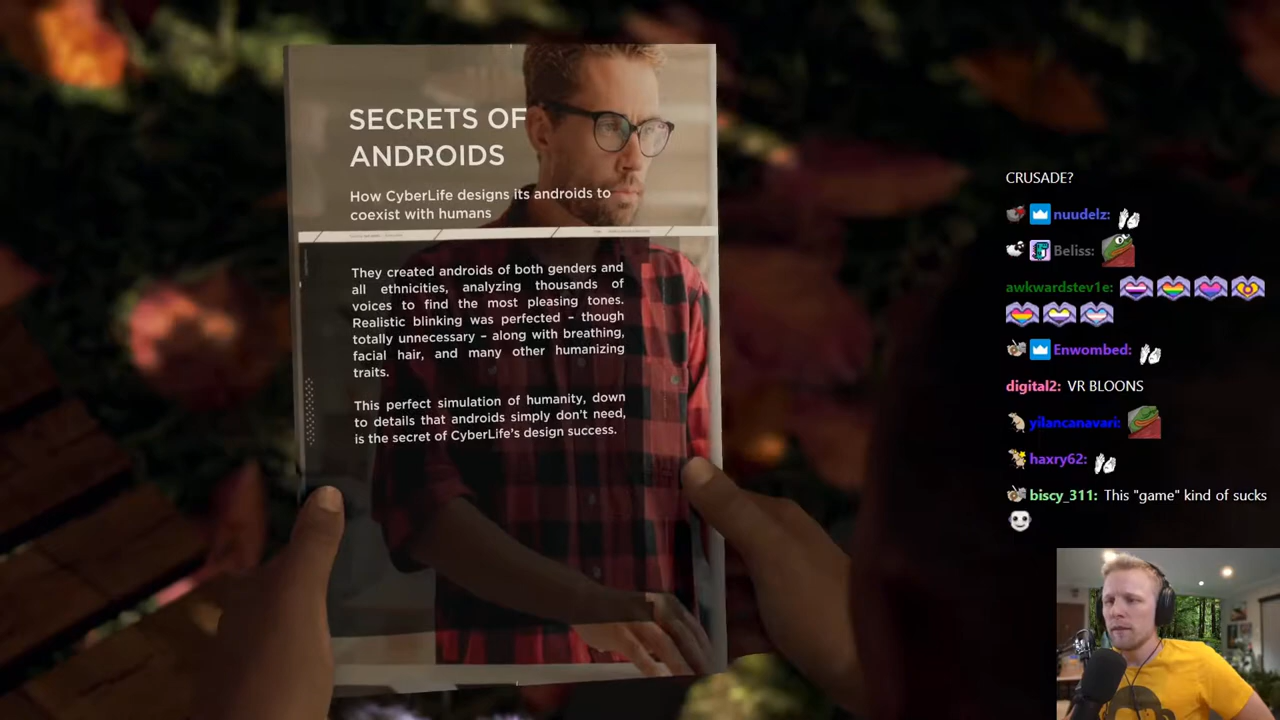 SECRETS OF
ANDROIDS
How CyberLife designs its androids to
coexist with humans
They created androids of both genders and
all ethnicities, analyzing thousands of
voices to find the most pleasing tones.
Realistic blinking was perfected – though
totally unnecessary – along with breathing,
facial hair, and many other humanizing
traits.
This perfect simulation of humanity, down
to details that androids simply don't need,
is the secret of CyberLife's design success.
CRUSADE?
nuudelz:
Beliss:
awkwardstev1e:
Enwombed:
digital2: VR BLOONS
yilancanavari:
haxry62:
biscy_311: This "game" kind of sucks